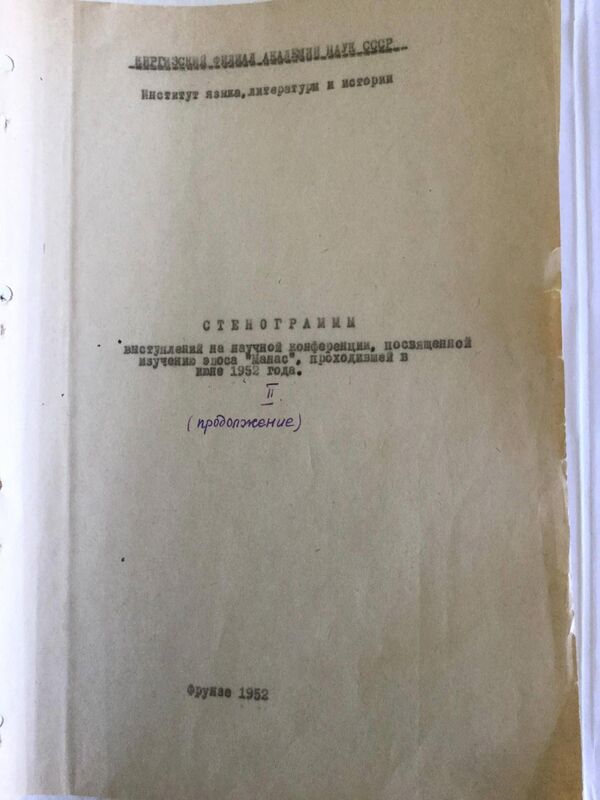 КИРГИЗСКИЙ ФИЛИАЛ АКАДЕМИИ НАУК СССР
Институт языка,литературы и истории
СТЕНОГРАММЫ
выступлений на научной конференции, посвященной
изучению эпоса "Манас", проходившей в
июне 1952 года.
II
(продолжение)
Фрунзе 1952